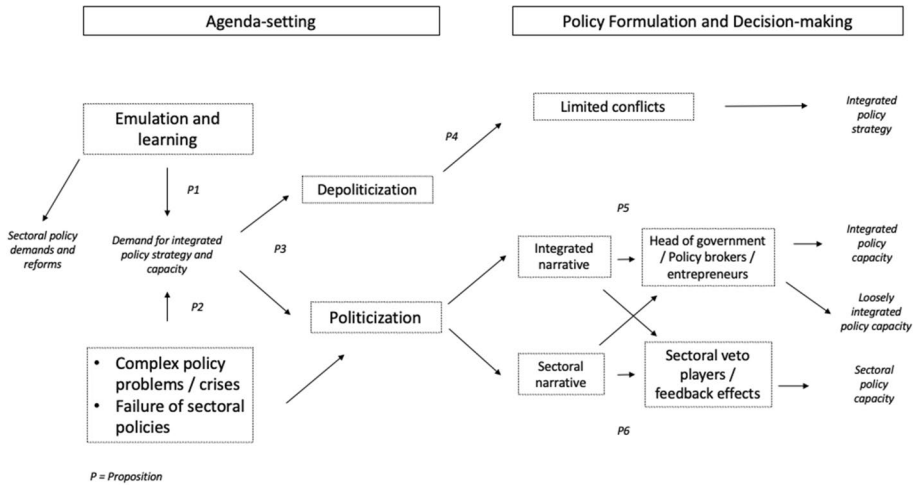 Agenda-setting
Policy Formulation and Decision-making
Emulation and
learning
Limited conflicts
Integrated
policy
strategy
P4
P1
Depoliticization
Sectoral policy
demands and
reforms
Demand for integrated
policy strategy and
capacity
P3
P5
Integrated
narrative
Head of government
/ Policy brokers /
entrepreneurs
Integrated
policy
capacity
P2
Politicization
Loosely
integrated
policy capacity
• Complex policy
problems / crises
• Failure of sectoral
policies
Sectoral
narrative
Sectoral veto
players /
feedback effects
Sectoral
policy
capacity
P6
P = Proposition